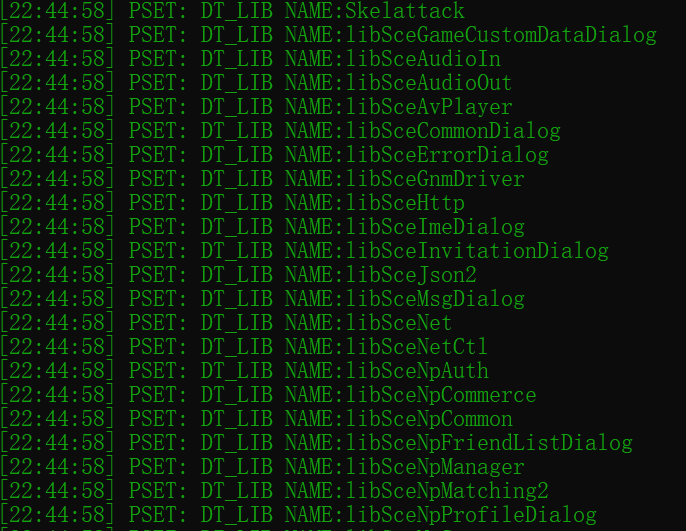 [22:44:58] PSET: DT_LIB NAME:Skelattack
[22:44:58] PSET: DT_LIB NAME:libSceGameCustomDataDialog
[22:44:58] PSET: DT_LIB NAME:libSceAudioIn
[22:44:58] PSET: DT_LIB NAME:libSceAudioOut
[22:44:58] PSET: DT_LIB NAME:libSceAvPlayer
[22:44:58] PSET: DT_LIB NAME:libSceCommonDialog
[22:44:58] PSET: DT_LIB NAME:libSceErrorDialog
[22:44:58] PSET: DT_LIB NAME:libSceGnmDriver
[22:44:58] PSET: DT_LIB NAME:libSceHttp
[22:44:58] PSET: DT_LIB NAME:libSceImeDialog
[22:44:58] PSET: DT_LIB NAME:libSceInvitationDialog
[22:44:58] PSET: DT_LIB NAME:libSceJson2
[22:44:58] PSET: DT_LIB NAME:libSceMsgDialog
[22:44:58] PSET: DT_LIB NAME:libSceNet
[22:44:58] PSET: DT_LIB NAME:libSceNetCtl
[22:44:58] PSET: DT_LIB NAME:libSceNpAuth
[22:44:58] PSET: DT_LIB NAME:libSceNpCommerce
[22:44:58] PSET: DT_LIB NAME:libSceNpCommon
[22:44:58] PSET: DT_LIB NAME:libSceNpFriendListDialog
[22:44:58] PSET: DT_LIB NAME:libSceNpManager
[22:44:58] PSET: DT_LIB NAME:libSceNpMatching2
[22:44:58] PSET: DT_LIB NAME:libSceNpProfileDialog